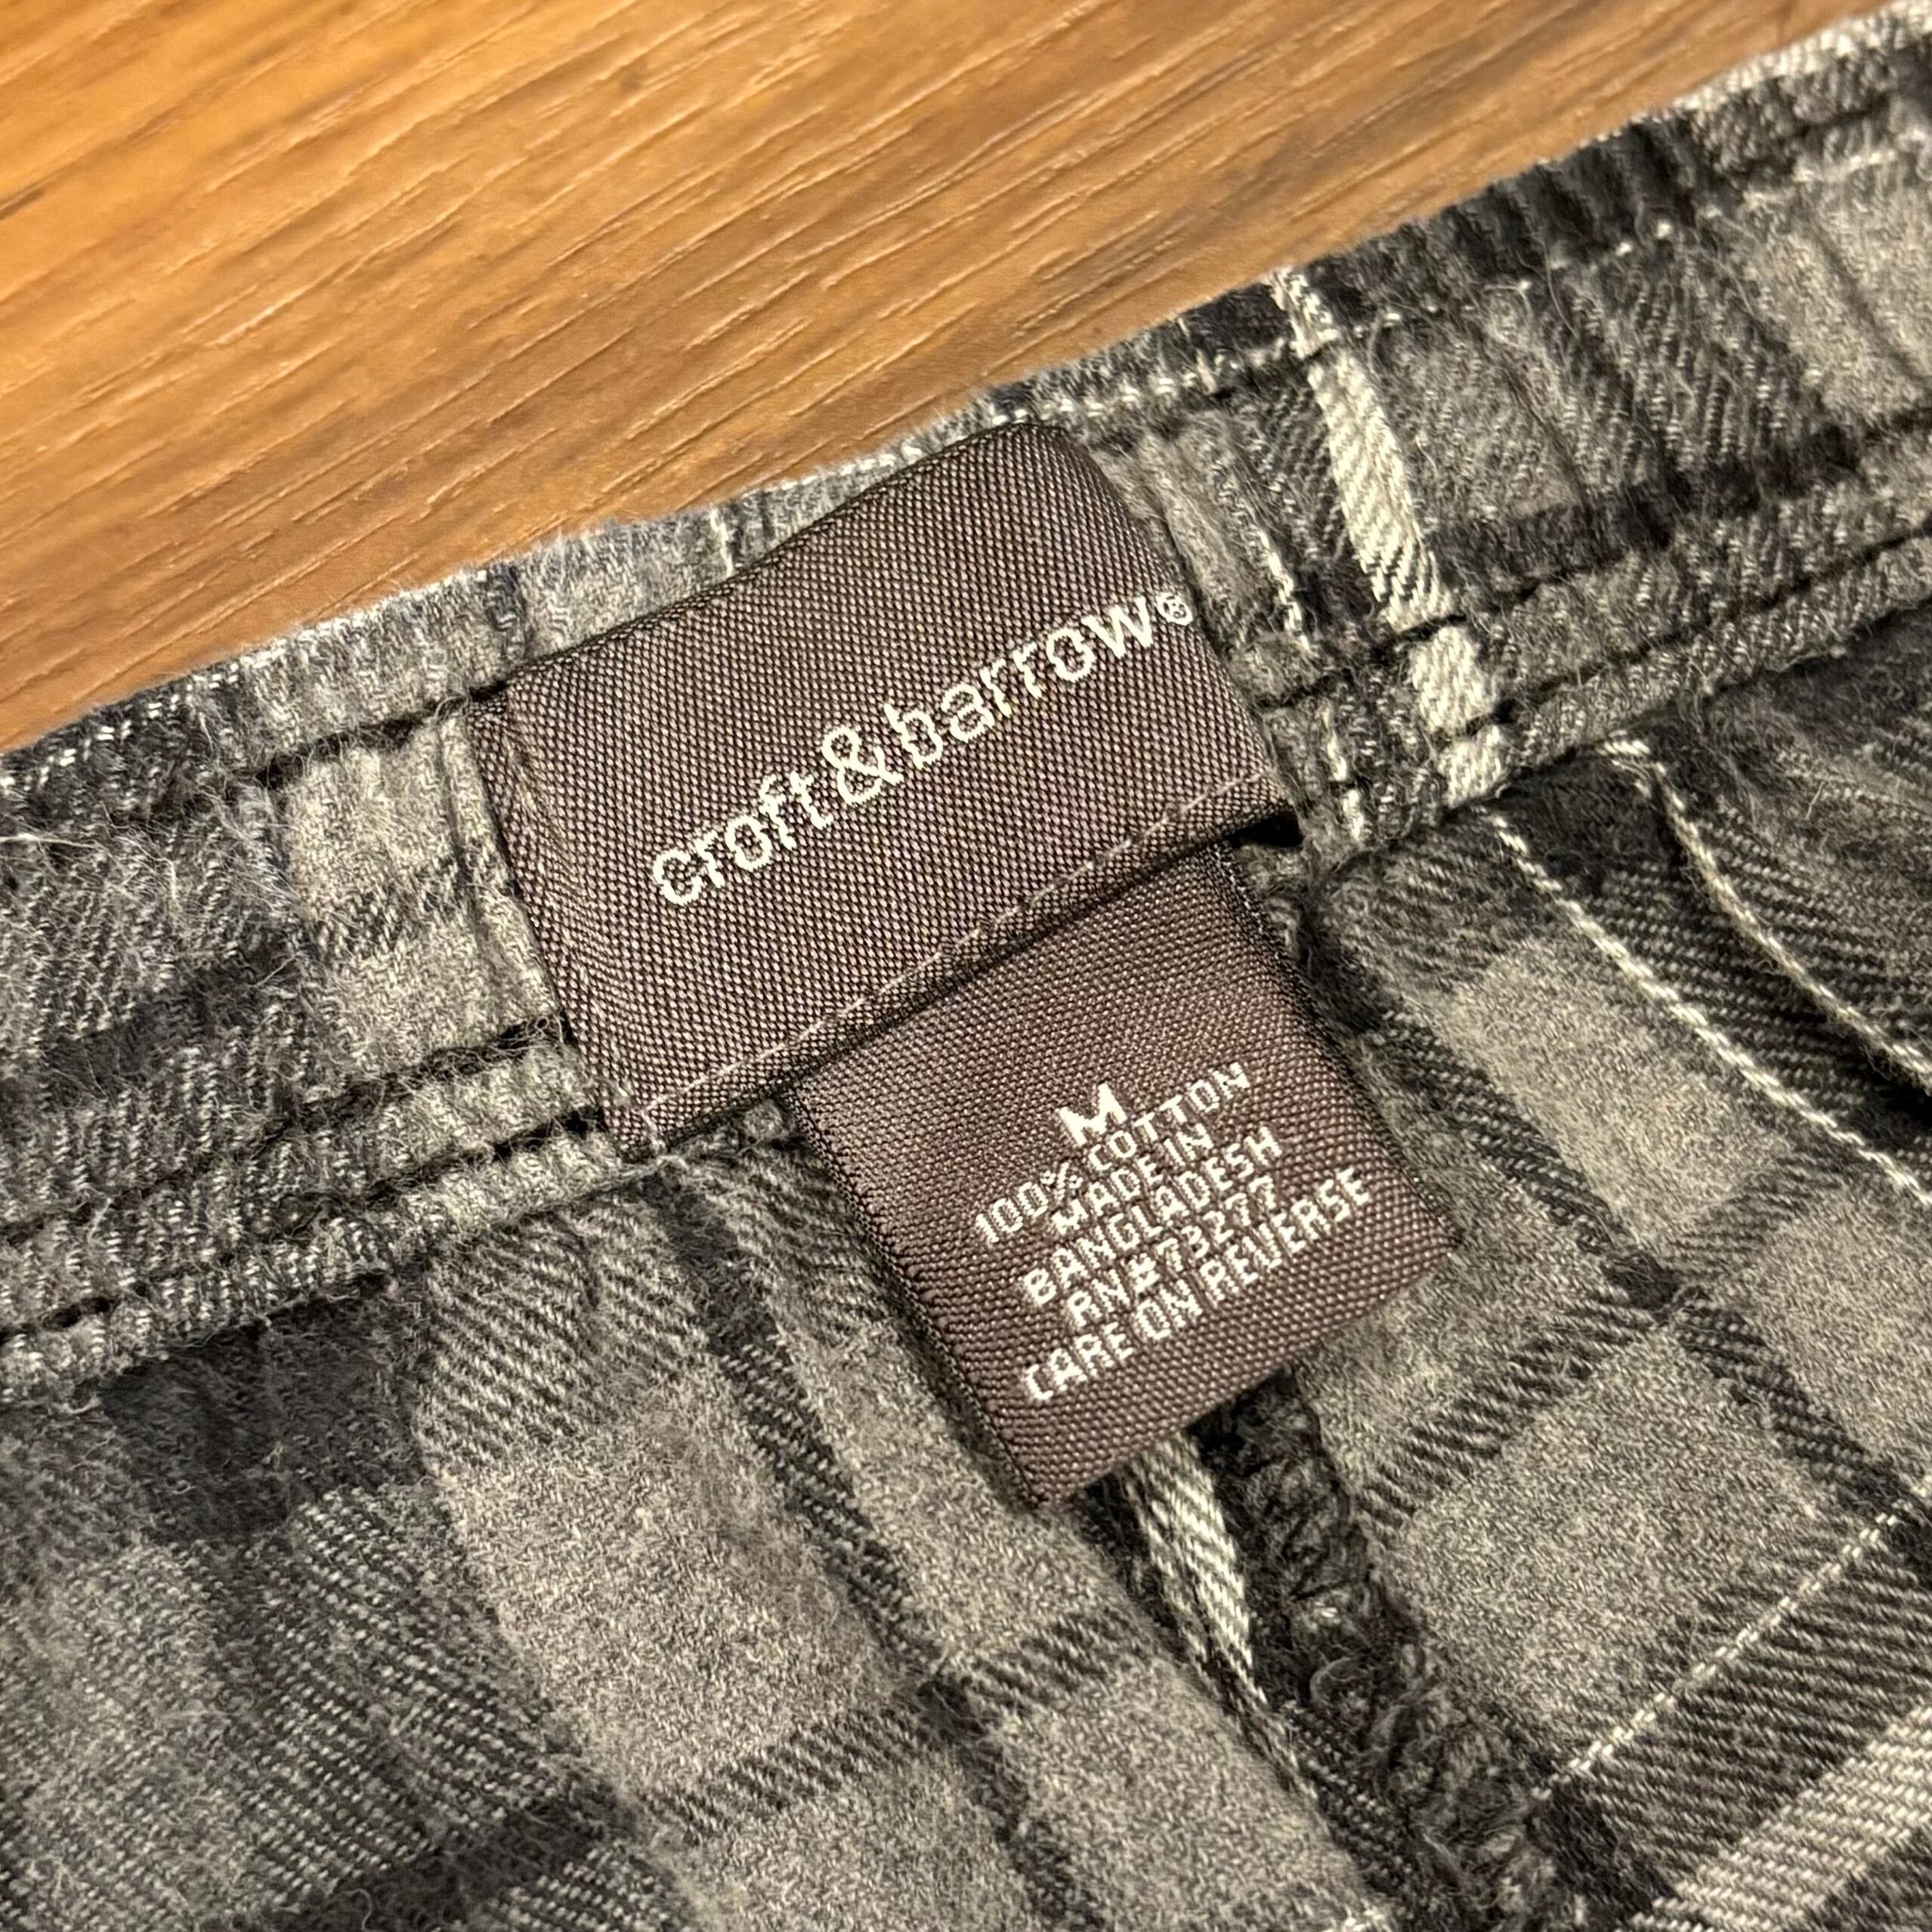 croft&barrow®
M
100% COTTON
MADE IN
BANGLADESH
RN#73277
CARE ON REVERSE